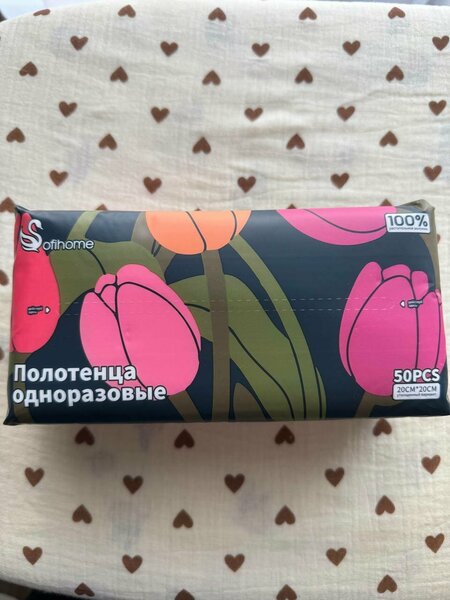 Sofihome
100%
Полотенца
одноразовые
50PCS
20CM*20CM